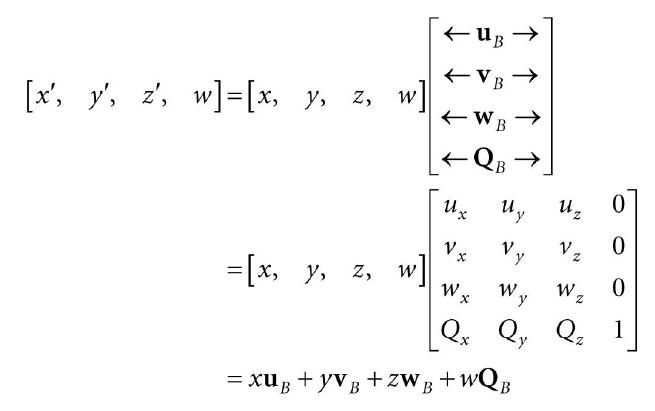 [x′, y′, z′, w] = [x, y, z, w] [← u_B → ; ← v_B → ; ← w_B → ; ← Q_B →]
= [x, y, z, w] [u_x u_y u_z 0 ; v_x v_y v_z 0 ; w_x w_y w_z 0 ; Q_x Q_y Q_z 1]
= xu_B + yv_B + zw_B + wQ_B